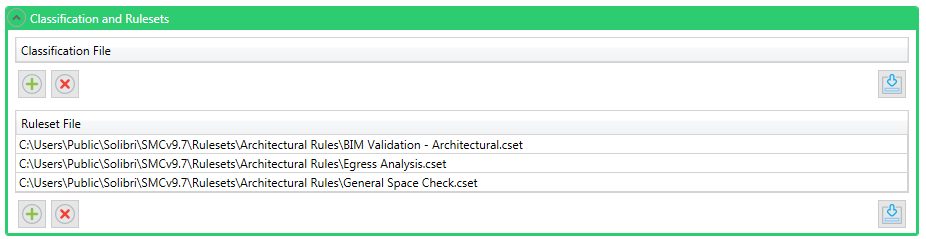 Classification and Rulesets
Classification File
Ruleset File
C:\Users\Public\Solibri\SMCv9.7\Rulesets\Architectural Rules\BIM Validation - Architectural.cset
C:\Users\Public\Solibri\SMCv9.7\Rulesets\Architectural Rules\Egress Analysis.cset
C:\Users\Public\Solibri\SMCv9.7\Rulesets\Architectural Rules\General Space Check.cset